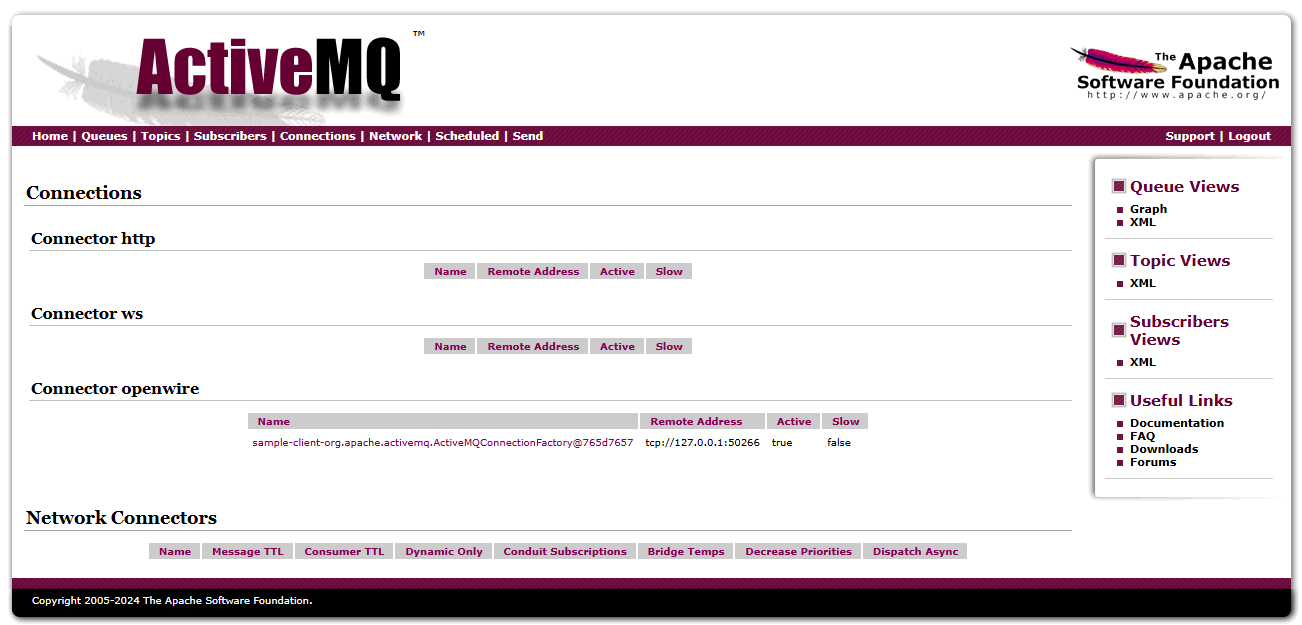 ActiveMQ ™
The Apache
Software Foundation
http://www.apache.org/
Home | Queues | Topics | Subscribers | Connections | Network | Scheduled | Send
Support | Logout
Connections
Connector http
Name Remote Address Active Slow
Connector ws
Name Remote Address Active Slow
Connector openwire
Name Remote Address Active Slow
sample-client-org.apache.activemq.ActiveMQConnectionFactory@765d7657 tcp://127.0.0.1:50266 true false
Network Connectors
Name Message TTL Consumer TTL Dynamic Only Conduit Subscriptions Bridge Temps Decrease Priorities Dispatch Async
Queue Views
Graph
XML
Topic Views
XML
Subscribers
Views
XML
Useful Links
Documentation
FAQ
Downloads
Forums
Copyright 2005-2024 The Apache Software Foundation.